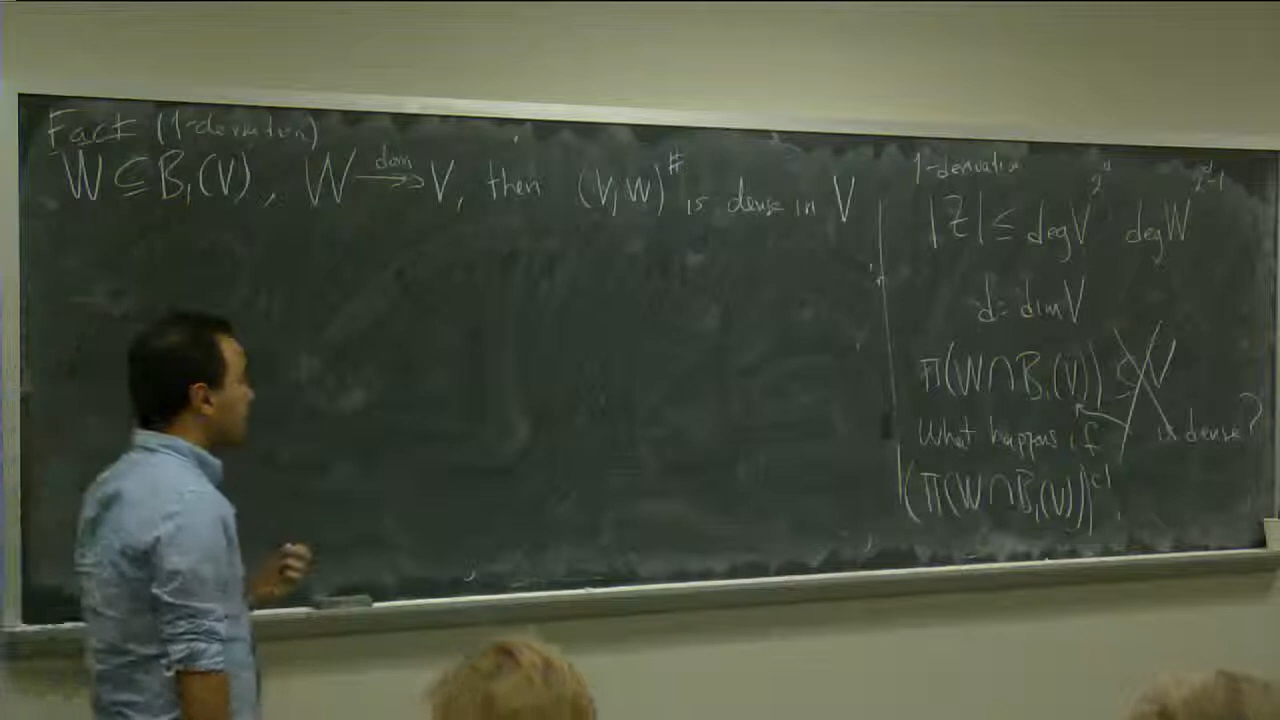 Fact (1-derivation)
W ⊆ B₁(V), W —dom→→ V, then (V, W)^# is dense in V
1-derivation
|Z| ≤ deg V^{2^d} deg W^{2^d-1}
d = dim V
π(W ∩ B₁(V)) ⊊ V
What happens if is dense?
(π(W ∩ B₁(V)))^{cl}